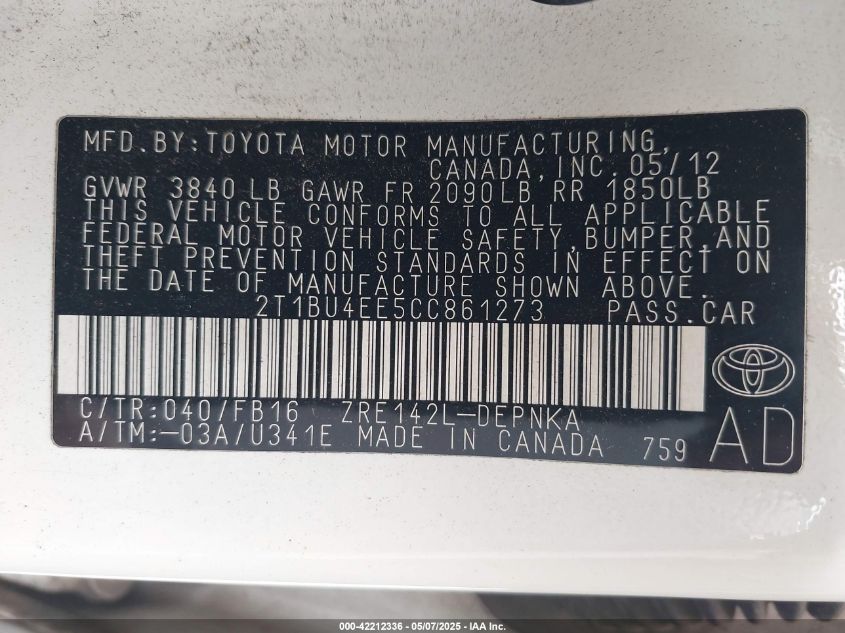 MFD.BY:TOYOTA MOTOR MANUFACTURING,
CANADA,INC. 05/12
GVWR 3840 LB GAWR FR 2090LB RR 1850LB
THIS VEHICLE CONFORMS TO ALL APPLICABLE
FEDERAL MOTOR VEHICLE SAFETY,BUMPER,AND
THEFT PREVENTION STANDARDS IN EFFECT ON
THE DATE OF MANUFACTURE SHOWN ABOVE.
2T1BU4EE5CC861273 PASS.CAR
C/TR:040/FB16 ZRE142L-DEPNKA
A/TM:-03A/U341E MADE IN CANADA 759
AD
000-42212336 - 05/07/2025 - IAA Inc.